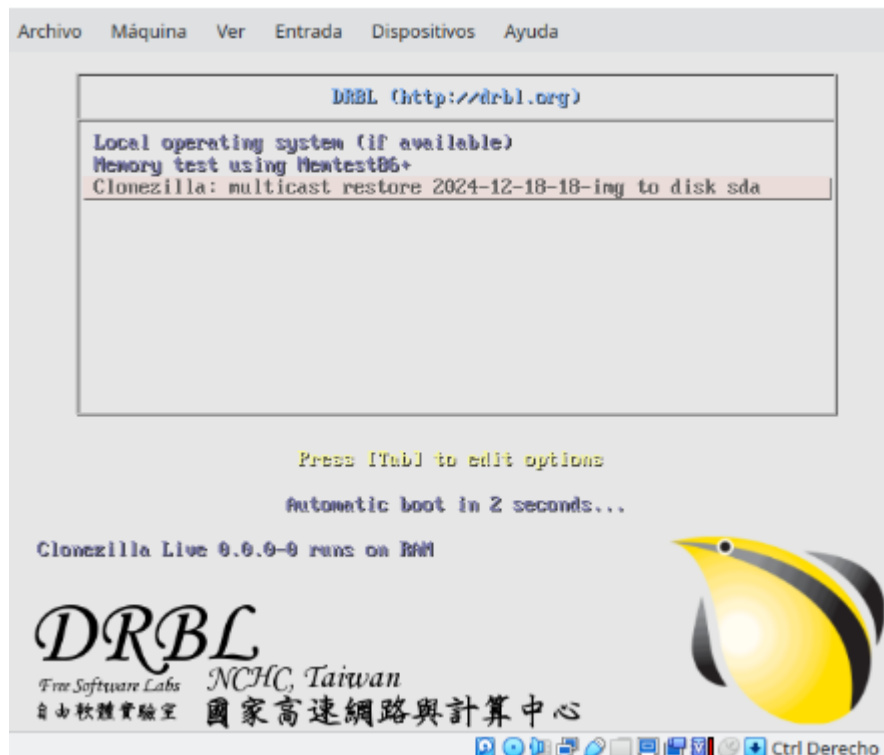 Archivo Máquina Ver Entrada Dispositivos Ayuda
DRBL (http://drbl.org)
Local operating system (if available)
Memory test using Memtest86+
Clonezilla: multicast restore 2024-12-18-18-img to disk sda
Press [Tab] to edit options
Automatic boot in 2 seconds...
Clonezilla Live 0.0.0-0 runs on RAM
DRBL
Free Software Labs NCHC, Taiwan
自由軟體實驗室 國家高速網路與計算中心
Ctrl Derecho